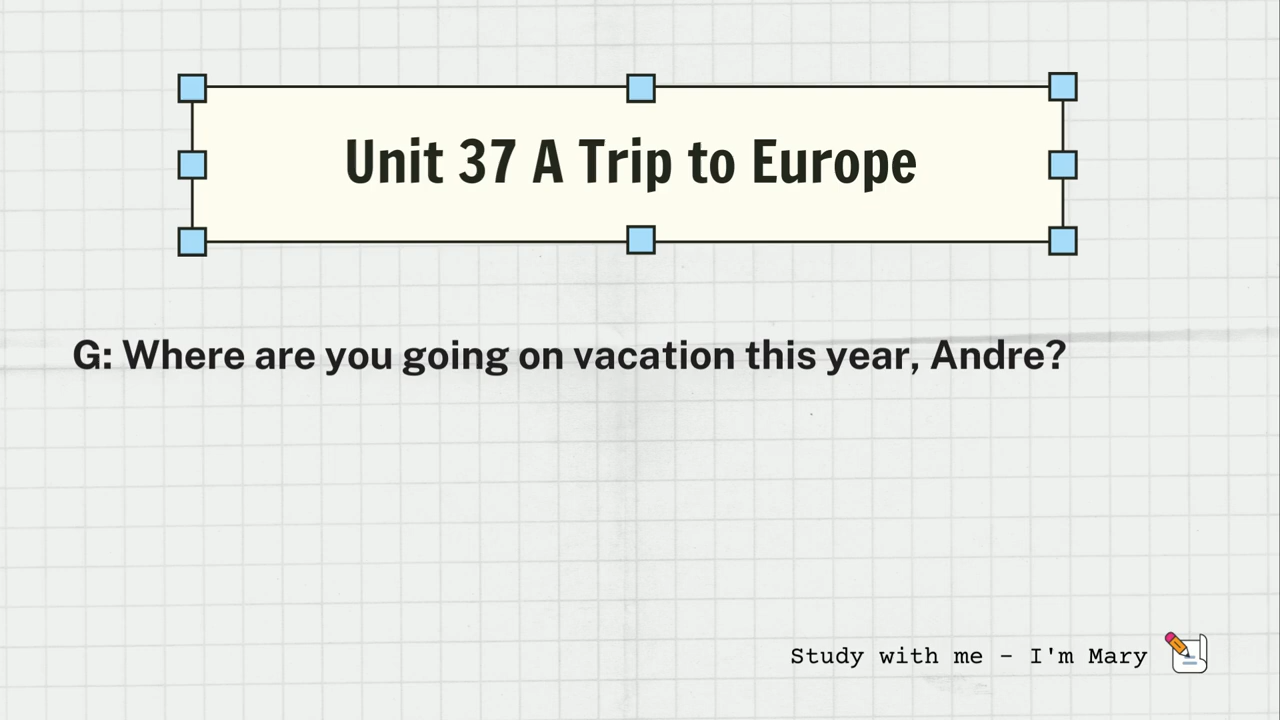 Unit 37 A Trip to Europe
G: Where are you going on vacation this year, Andre?
Study with me - I'm Mary